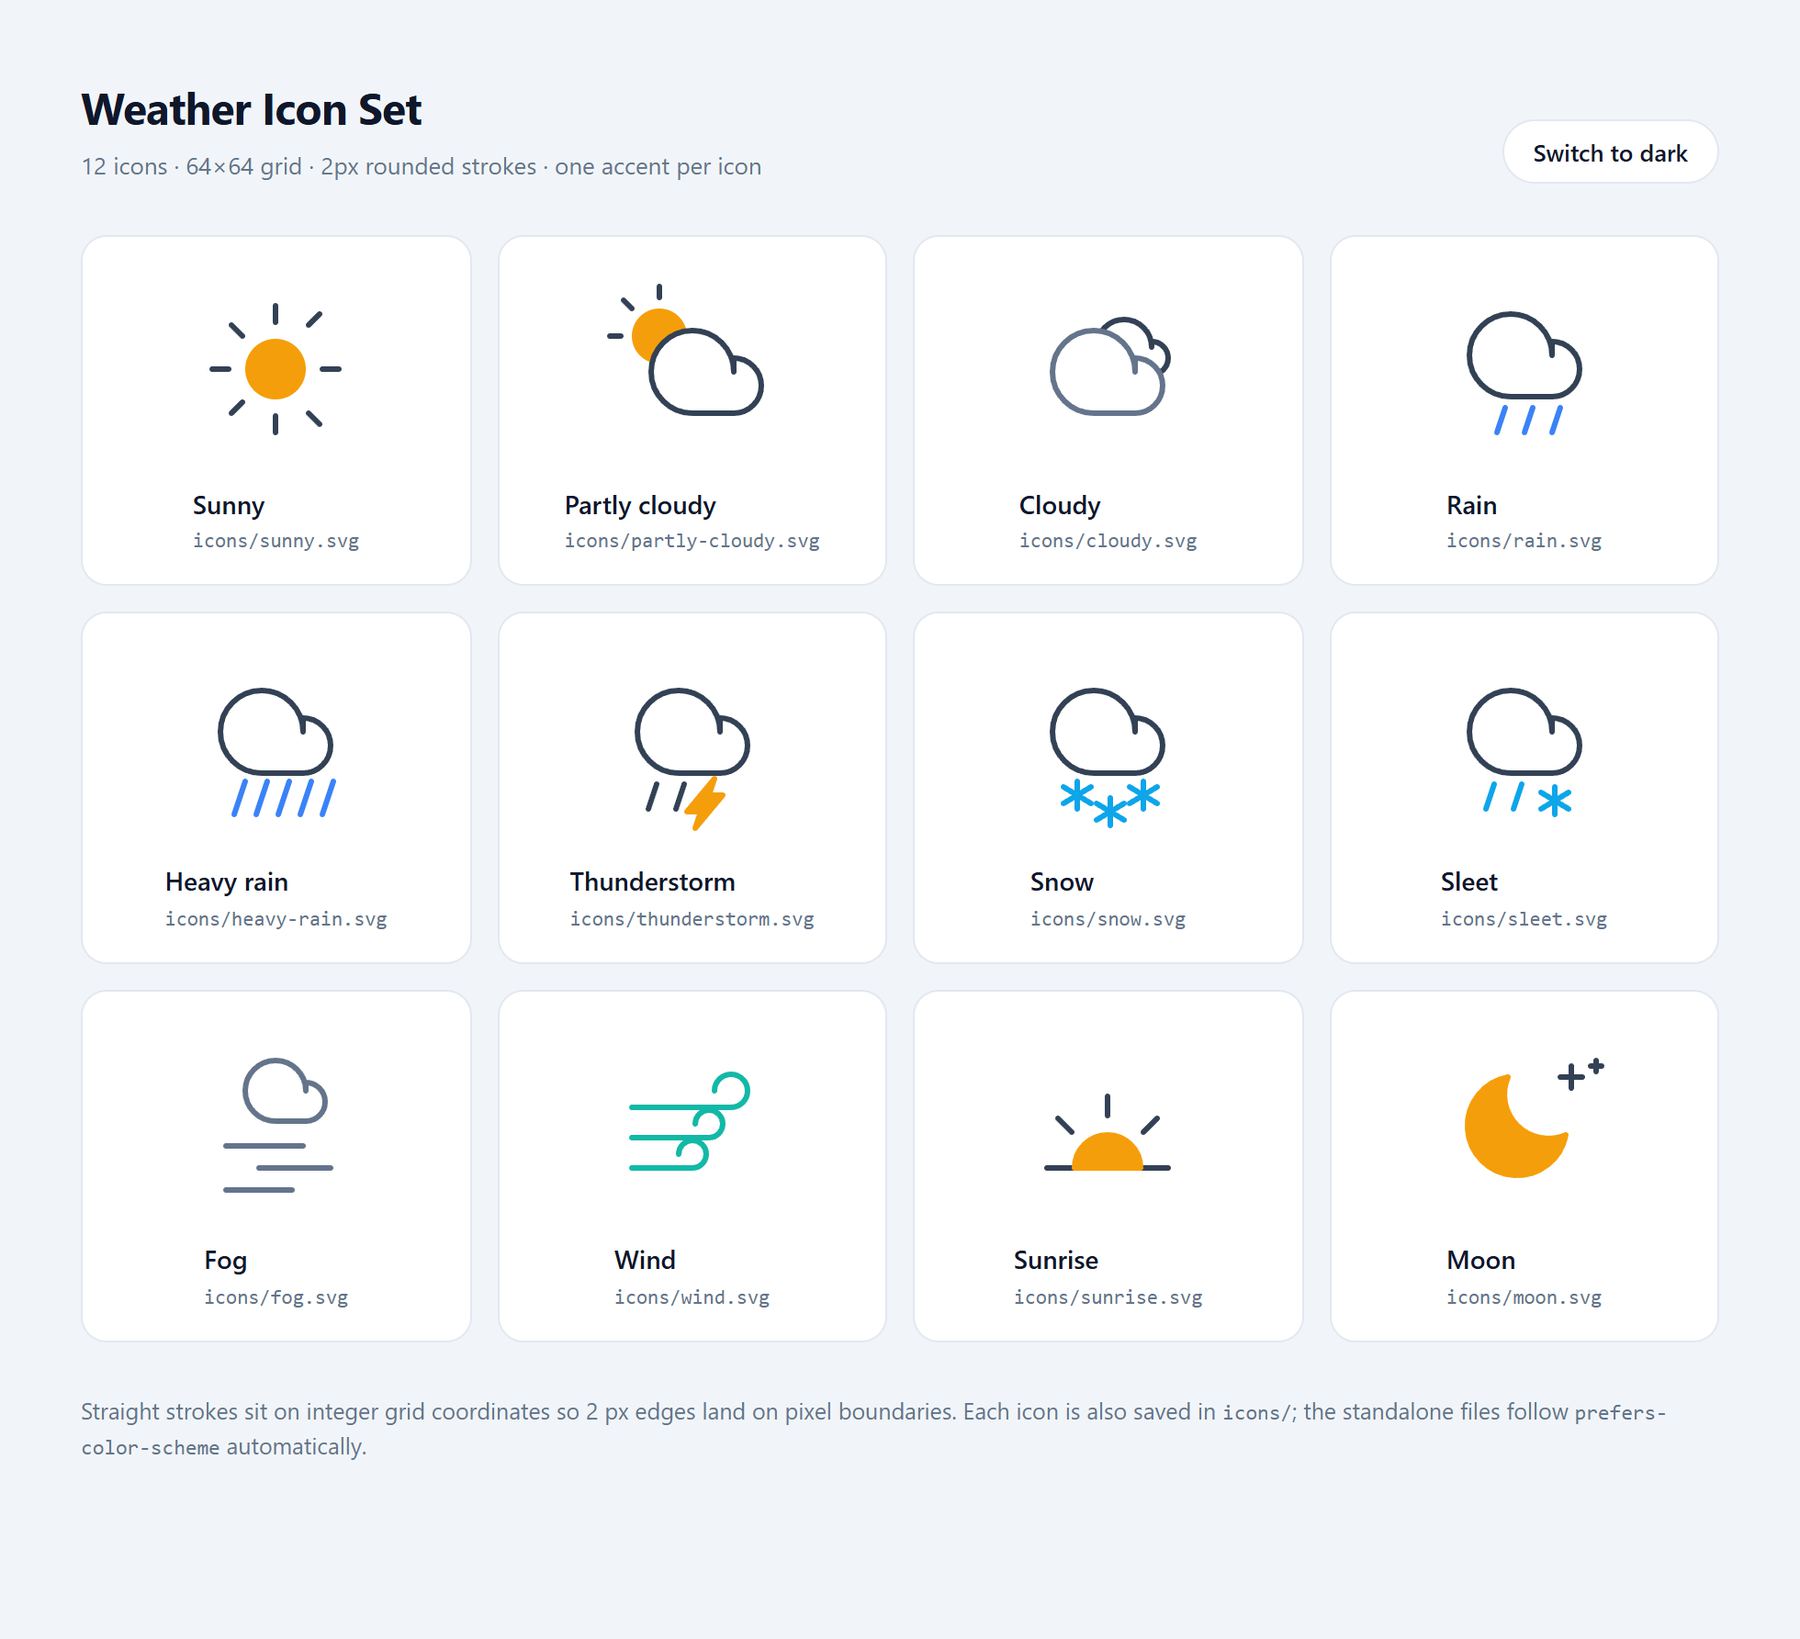 Weather Icon Set
12 icons · 64×64 grid · 2px rounded strokes · one accent per icon
Switch to dark
Sunny
icons/sunny.svg
Partly cloudy
icons/partly-cloudy.svg
Cloudy
icons/cloudy.svg
Rain
icons/rain.svg
Heavy rain
icons/heavy-rain.svg
Thunderstorm
icons/thunderstorm.svg
Snow
icons/snow.svg
Sleet
icons/sleet.svg
Fog
icons/fog.svg
Wind
icons/wind.svg
Sunrise
icons/sunrise.svg
Moon
icons/moon.svg
Straight strokes sit on integer grid coordinates so 2 px edges land on pixel boundaries. Each icon is also saved in icons/; the standalone files follow prefers-
color-scheme automatically.